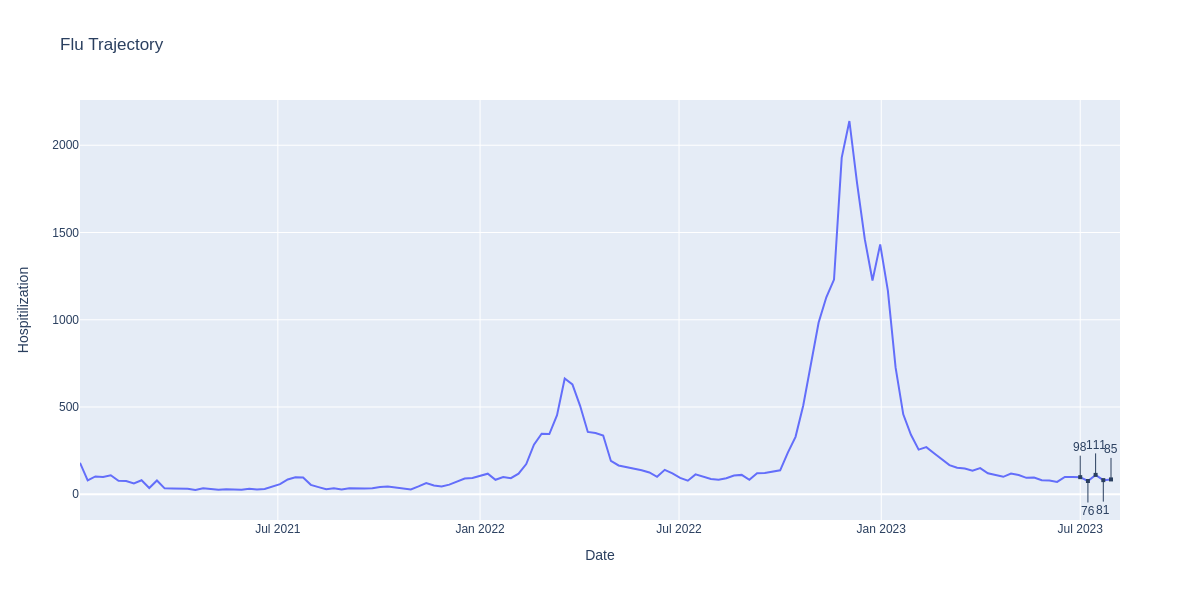 Flu Trajectory
Hospitilization
2000
1500
1000
500
0
98
111
85
76
81
Jul 2021
Jan 2022
Jul 2022
Jan 2023
Jul 2023
Date